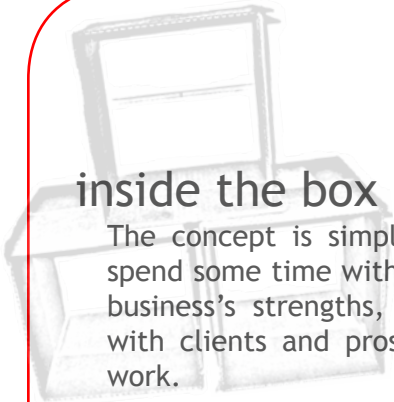 inside the box
The concept is simpl
spend some time with
business’s strengths,
with clients and pros
work.